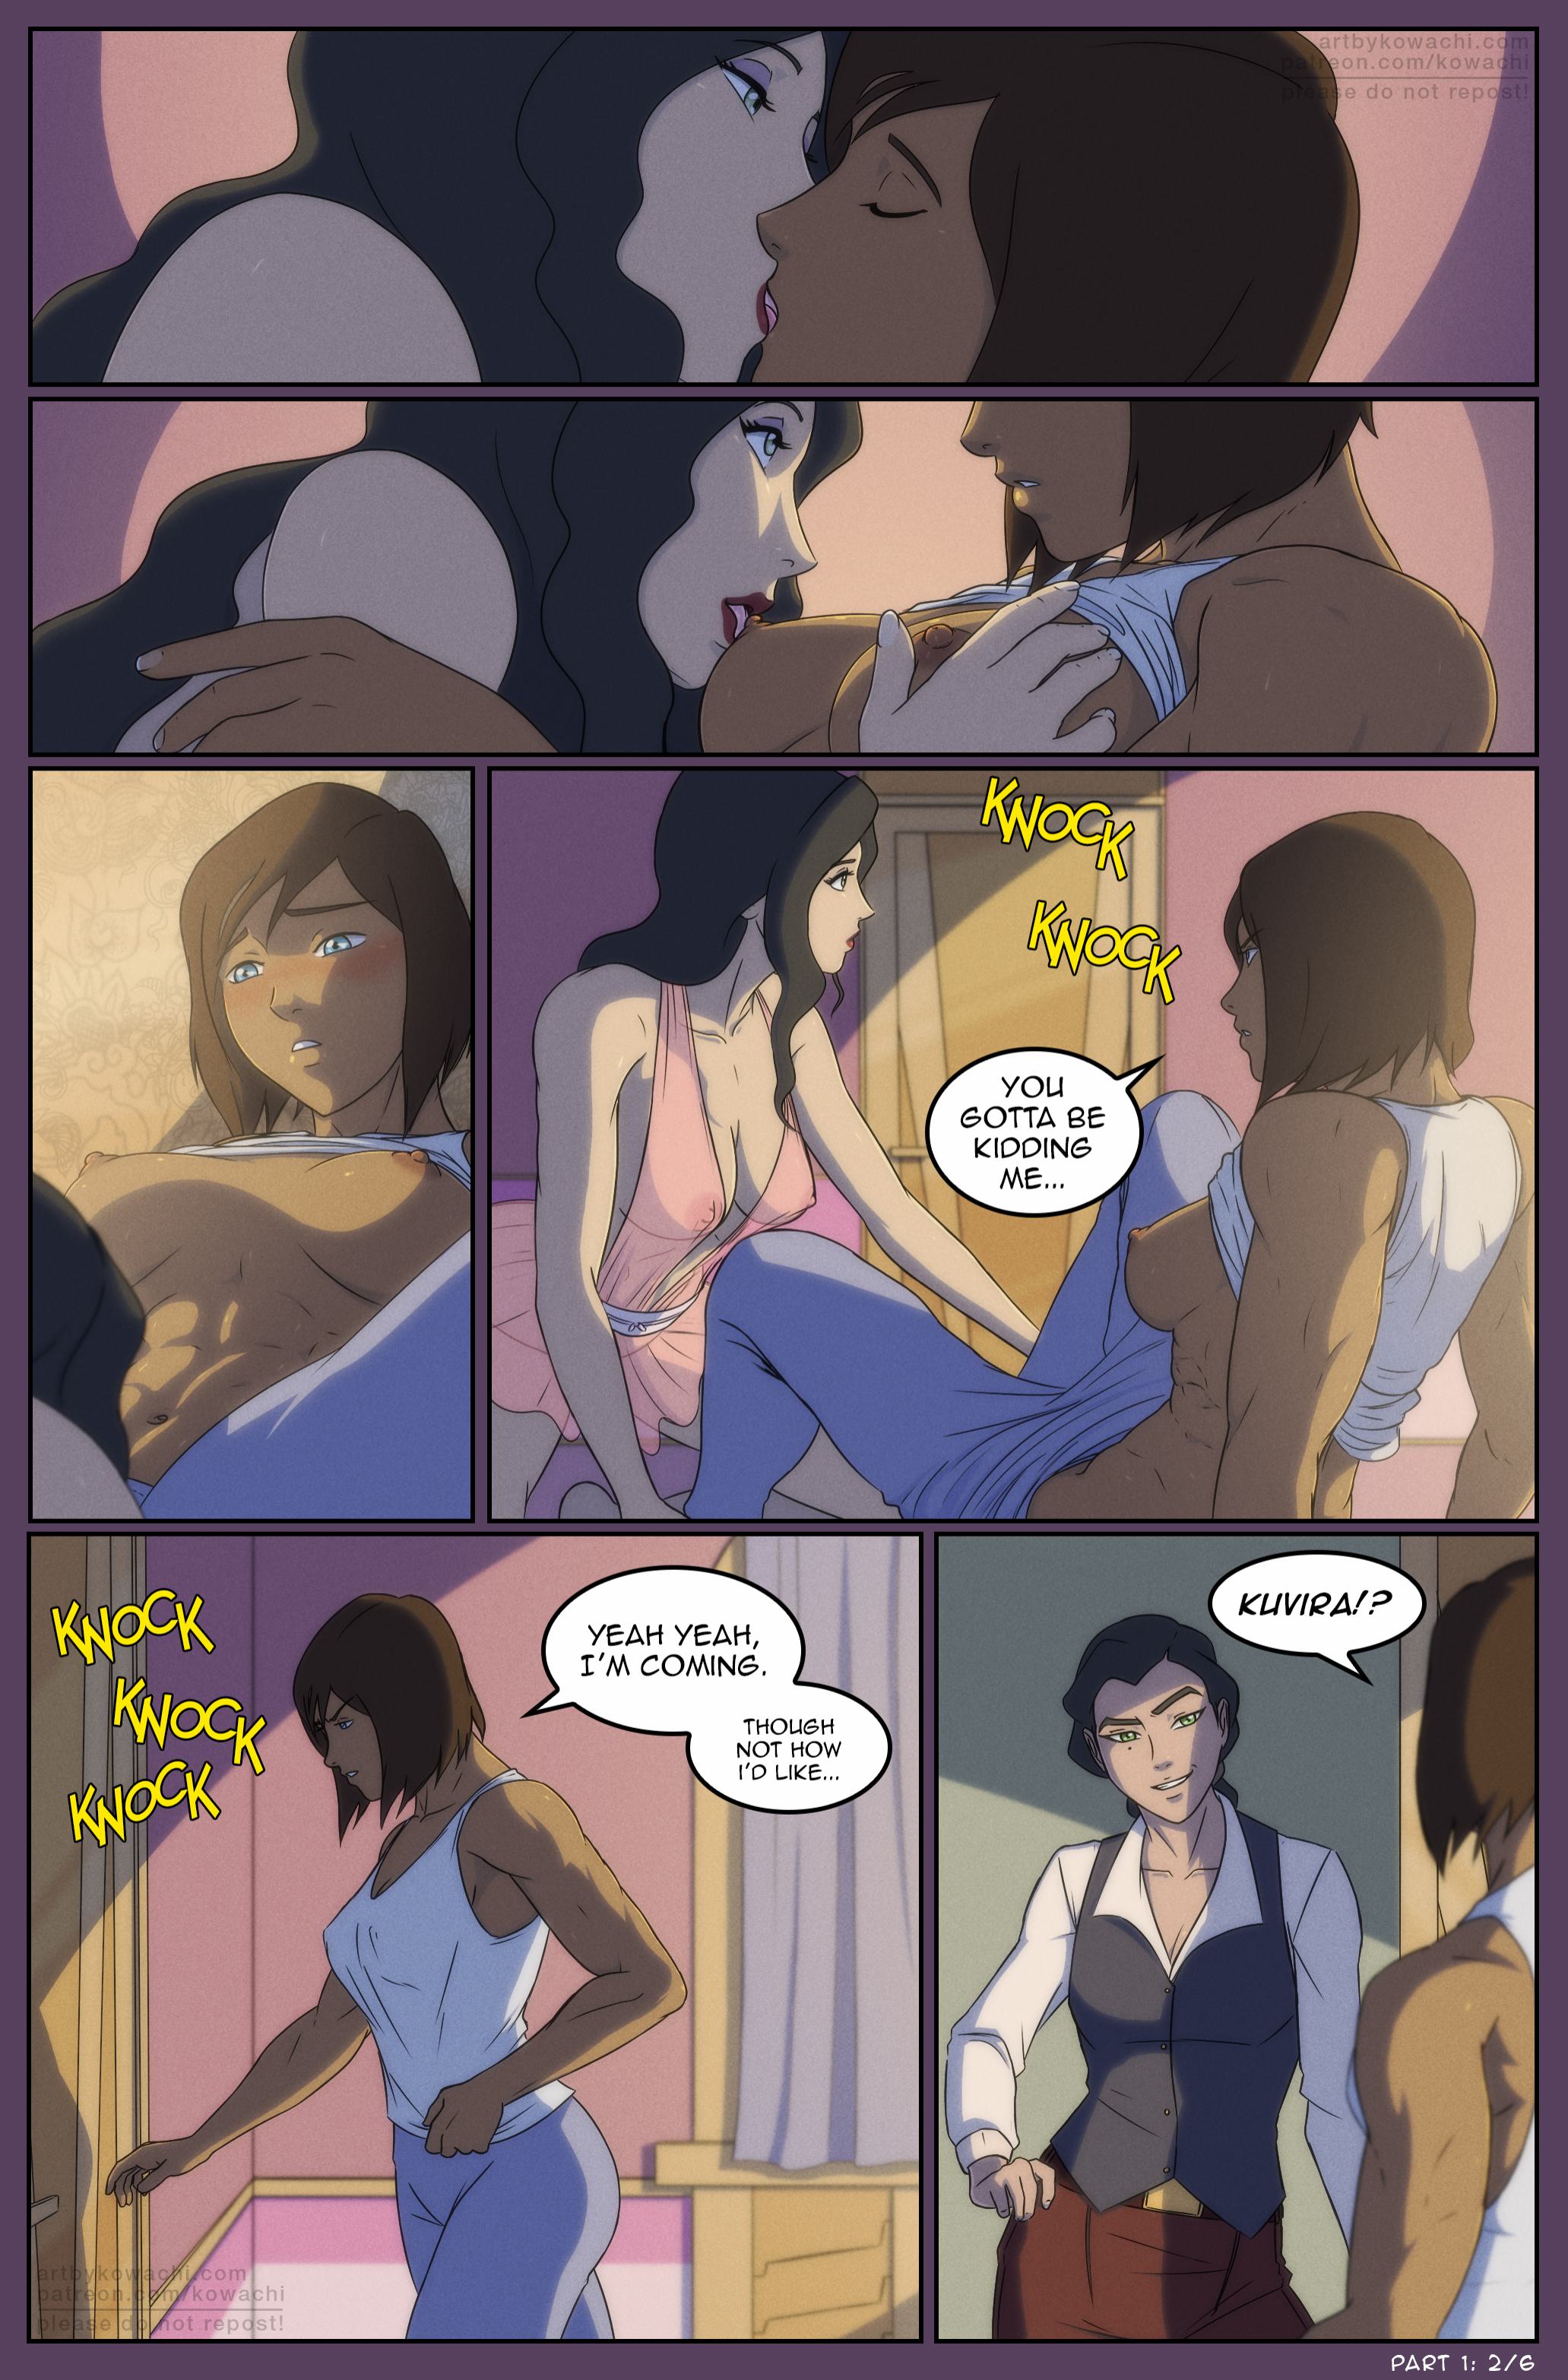 artbykowachi.com
patreon.com/kowachi
please do not repost!
KNOCK
KNOCK
YOU
GOTTA BE
KIDDING
ME...
KNOCK
KNOCK
KNOCK
YEAH YEAH,
I'M COMING.
THOUGH
NOT HOW
I'D LIKE...
KUVIRA!?
artbykowachi.com
patreon.com/kowachi
please do not repost!
PART 1: 2/6